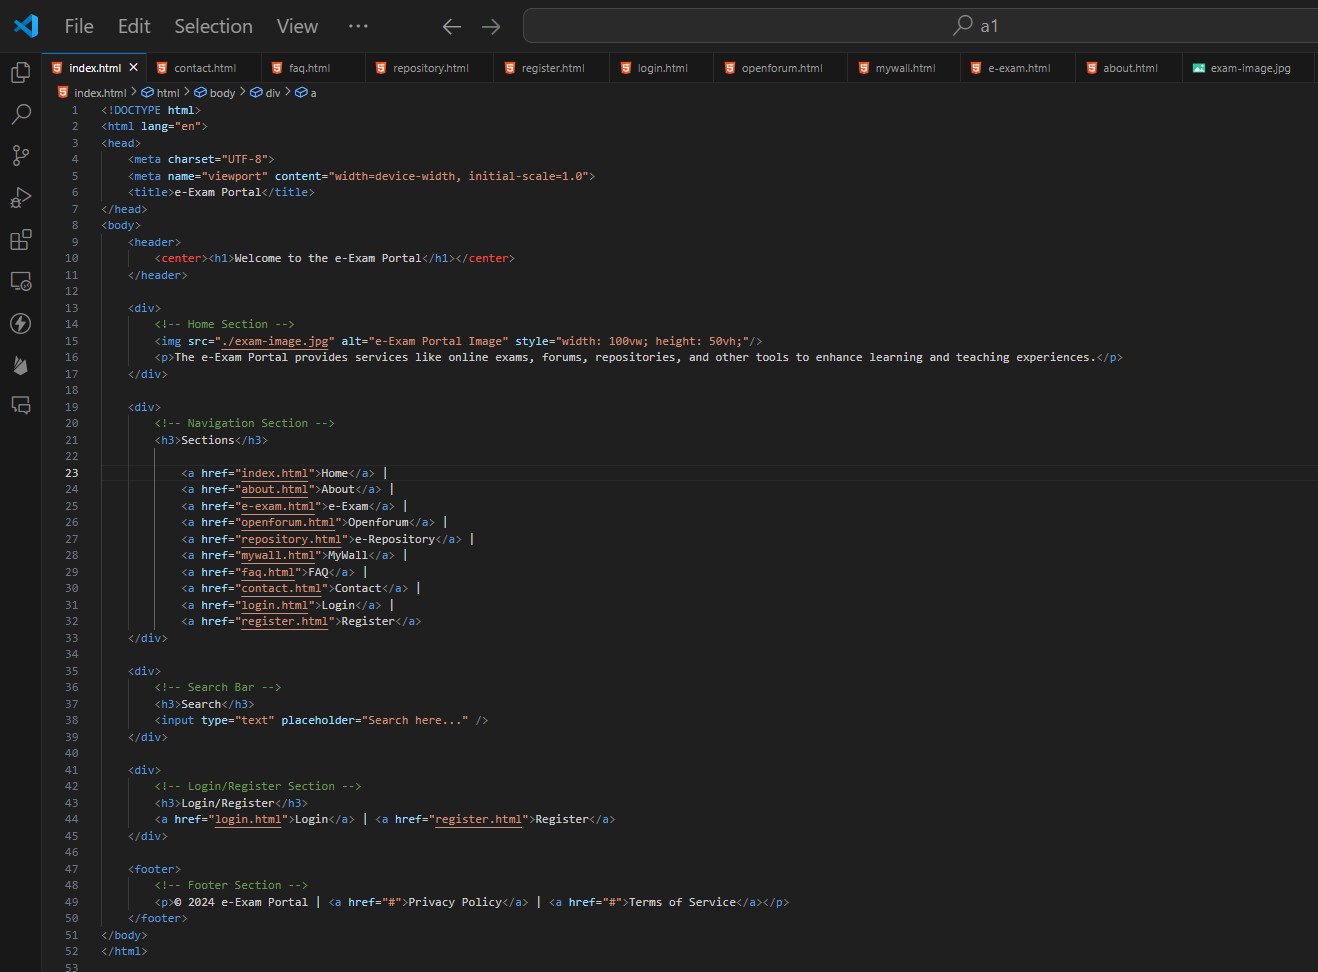 File Edit Selection View ··· a1
index.html contact.html faq.html repository.html register.html login.html openforum.html mywall.html e-exam.html about.html exam-image.jpg
index.html > html > body > div > a
1 <!DOCTYPE html>
2 <html lang="en">
3 <head>
4 <meta charset="UTF-8">
5 <meta name="viewport" content="width=device-width, initial-scale=1.0">
6 <title>e-Exam Portal</title>
7 </head>
8 <body>
9 <header>
10 <center><h1>Welcome to the e-Exam Portal</h1></center>
11 </header>
12
13 <div>
14 <!-- Home Section -->
15 <img src="./exam-image.jpg" alt="e-Exam Portal Image" style="width: 100vw; height: 50vh;"/>
16 <p>The e-Exam Portal provides services like online exams, forums, repositories, and other tools to enhance learning and teaching experiences.</p>
17 </div>
18
19 <div>
20 <!-- Navigation Section -->
21 <h3>Sections</h3>
22
23 <a href="index.html">Home</a> |
24 <a href="about.html">About</a> |
25 <a href="e-exam.html">e-Exam</a> |
26 <a href="openforum.html">Openforum</a> |
27 <a href="repository.html">e-Repository</a> |
28 <a href="mywall.html">MyWall</a> |
29 <a href="faq.html">FAQ</a> |
30 <a href="contact.html">Contact</a> |
31 <a href="login.html">Login</a> |
32 <a href="register.html">Register</a>
33 </div>
34
35 <div>
36 <!-- Search Bar -->
37 <h3>Search</h3>
38 <input type="text" placeholder="Search here..." />
39 </div>
40
41 <div>
42 <!-- Login/Register Section -->
43 <h3>Login/Register</h3>
44 <a href="login.html">Login</a> | <a href="register.html">Register</a>
45 </div>
46
47 <footer>
48 <!-- Footer Section -->
49 <p>© 2024 e-Exam Portal | <a href="#">Privacy Policy</a> | <a href="#">Terms of Service</a></p>
50 </footer>
51 </body>
52 </html>
53